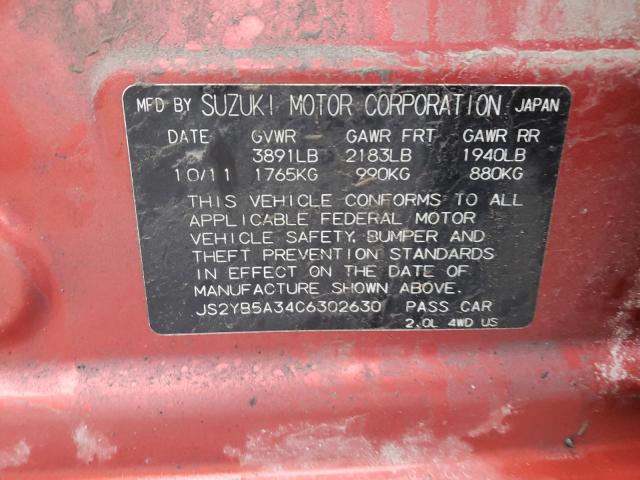 MFD BY SUZUKI MOTOR CORPORATION JAPAN
DATE GVWR GAWR FRT GAWR RR
3891LB 2183LB 1940LB
10/11 1765KG 990KG 880KG
THIS VEHICLE CONFORMS TO ALL
APPLICABLE FEDERAL MOTOR
VEHICLE SAFETY, BUMPER AND
THEFT PREVENTION STANDARDS
IN EFFECT ON THE DATE OF
MANUFACTURE SHOWN ABOVE.
JS2YB5A34C6302630 PASS CAR
2.0L 4WD US